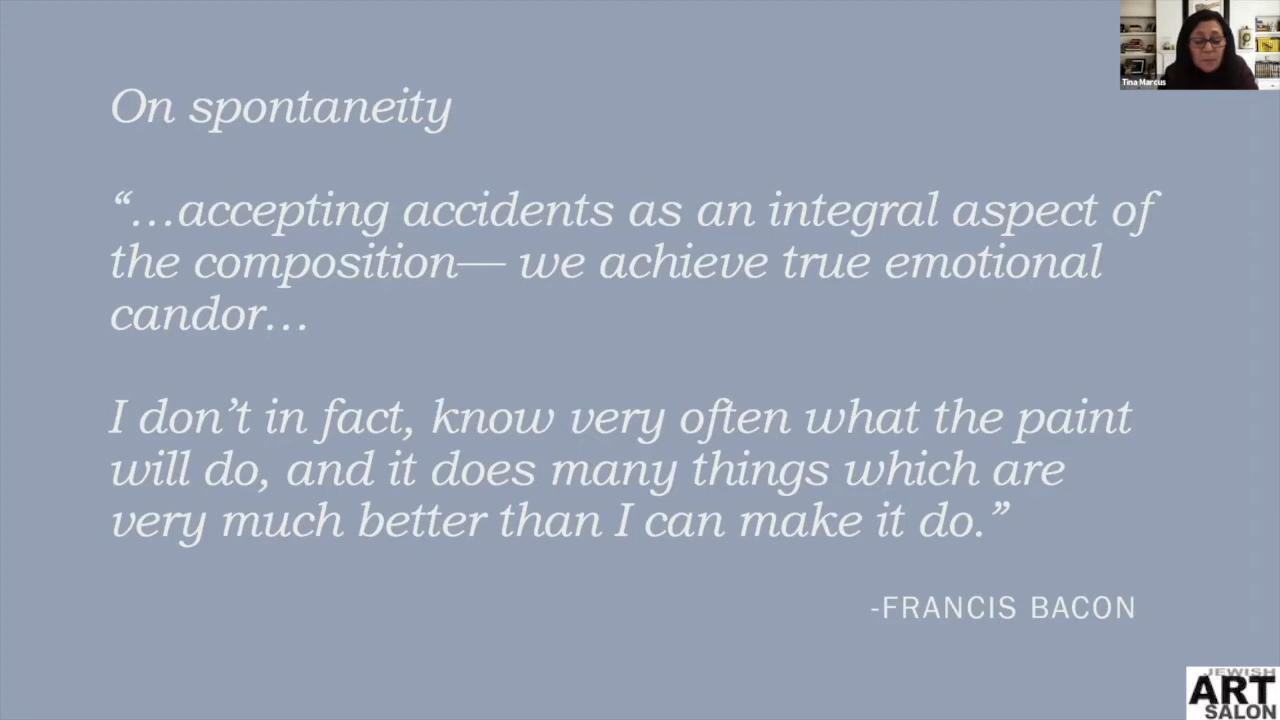 Tina Marcus
On spontaneity
“…accepting accidents as an integral aspect of
the composition— we achieve true emotional
candor…
I don’t in fact, know very often what the paint
will do, and it does many things which are
very much better than I can make it do.”
-FRANCIS BACON
JEWISH
ART
SALON